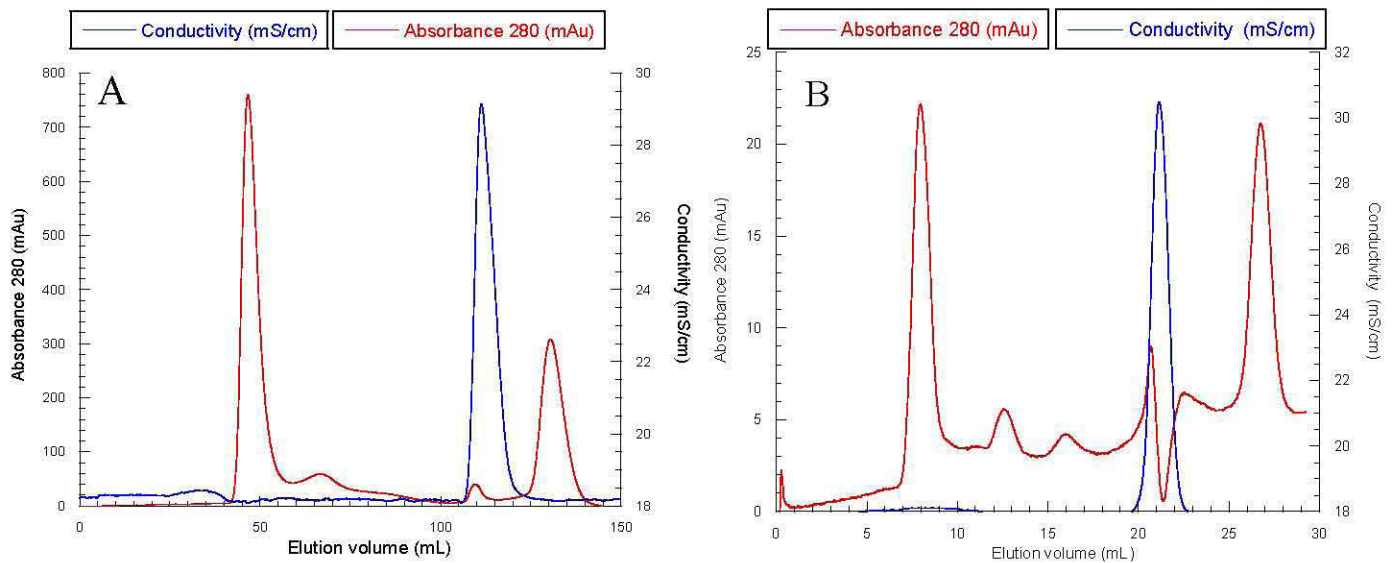 Conductivity (mS/cm) Absorbance 280 (mAu)
A
800
700
600
500
400
300
200
100
0
Absorbance 280 (mAu)
30
28
26
24
22
20
18
Conductivity (mS/cm)
0 50 100 150
Elution volume (mL)
Absorbance 280 (mAu) Conductivity (mS/cm)
B
25
20
15
10
5
0
Absorbance 280 (mAu)
32
30
28
26
24
22
20
18
Conductivity (mS/cm)
0 5 10 15 20 25 30
Elution volume (mL)